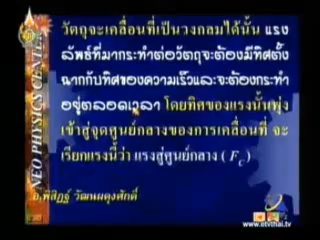 วัตถุจะเคลื่อนที่เป็นวงกลมได้นั้น แรง
ลัพธ์ที่มากระทำต่อวัตถุจะต้องมีทิศตั้ง
ฉากกับทิศของความเร็วและจะต้องกระทำ
อยู่ตลอดเวลา โดยทิศของแรงนั้นพุ่ง
เข้าสู่จุดศูนย์กลางของการเคลื่อนที่ จะ
เรียกแรงนี้ว่า แรงสู่ศูนย์กลาง (F_C)
NEO PHYSICS CENTER
อ.พิสิฏฐ์ วัฒนผดุงศักดิ์
www.etvthai.tv